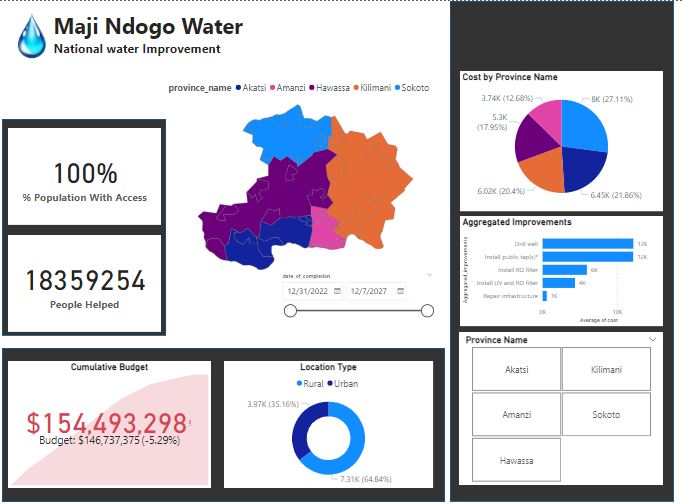 Maji Ndogo Water
National water Improvement
province_name Akatsi Amanzi Hawassa Kilimani Sokoto
100%
% Population With Access
18359254
People Helped
date_of_completion
12/31/2022 12/7/2027
Cumulative Budget
$154,493,298!
Budget: $146,737,375 (-5.29%)
Location Type
Rural Urban
3.97K (35.16%)
7.31K (64.84%)
Cost by Province Name
3.74K (12.68%)
8K (27.11%)
5.3K
(17.95%)
6.02K (20.4%)
6.45K (21.86%)
Aggregated Improvements
Aggregated_improvements
Drill well 12K
Install public tap(s)* 12K
Install RO filter 6K
Install UV and RO filter 4K
Repair infrastructure 1K
0K 10K
Average of cost
Province Name
Akatsi Kilimani
Amanzi Sokoto
Hawassa